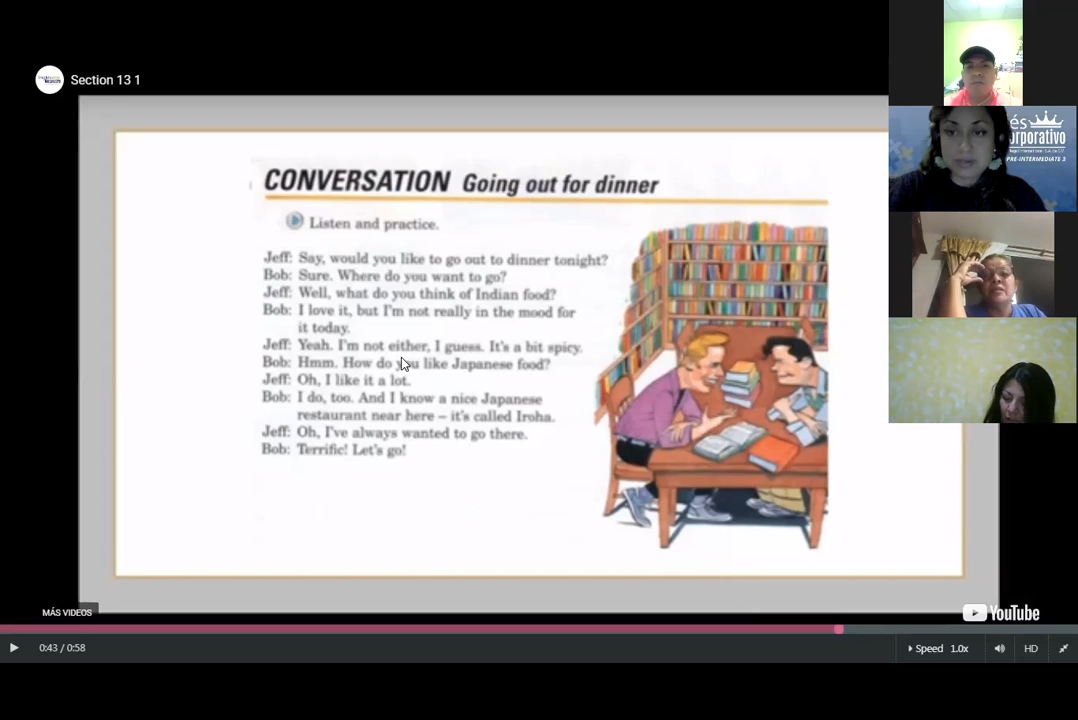 Section 13 1
CONVERSATION Going out for dinner
Listen and practice.
Jeff: Say, would you like to go out to dinner tonight?
Bob: Sure. Where do you want to go?
Jeff: Well, what do you think of Indian food?
Bob: I love it, but I'm not really in the mood for
it today.
Jeff: Yeah. I'm not either, I guess. It's a bit spicy.
Bob: Hmm. How do you like Japanese food?
Jeff: Oh, I like it a lot.
Bob: I do, too. And I know a nice Japanese
restaurant near here – it's called Iroha.
Jeff: Oh, I've always wanted to go there.
Bob: Terrific! Let's go!
és
orporativo
PRE-INTERMEDIATE 3
MÁS VIDEOS
YouTube
0:43 / 0:58
Speed 1.0x
HD